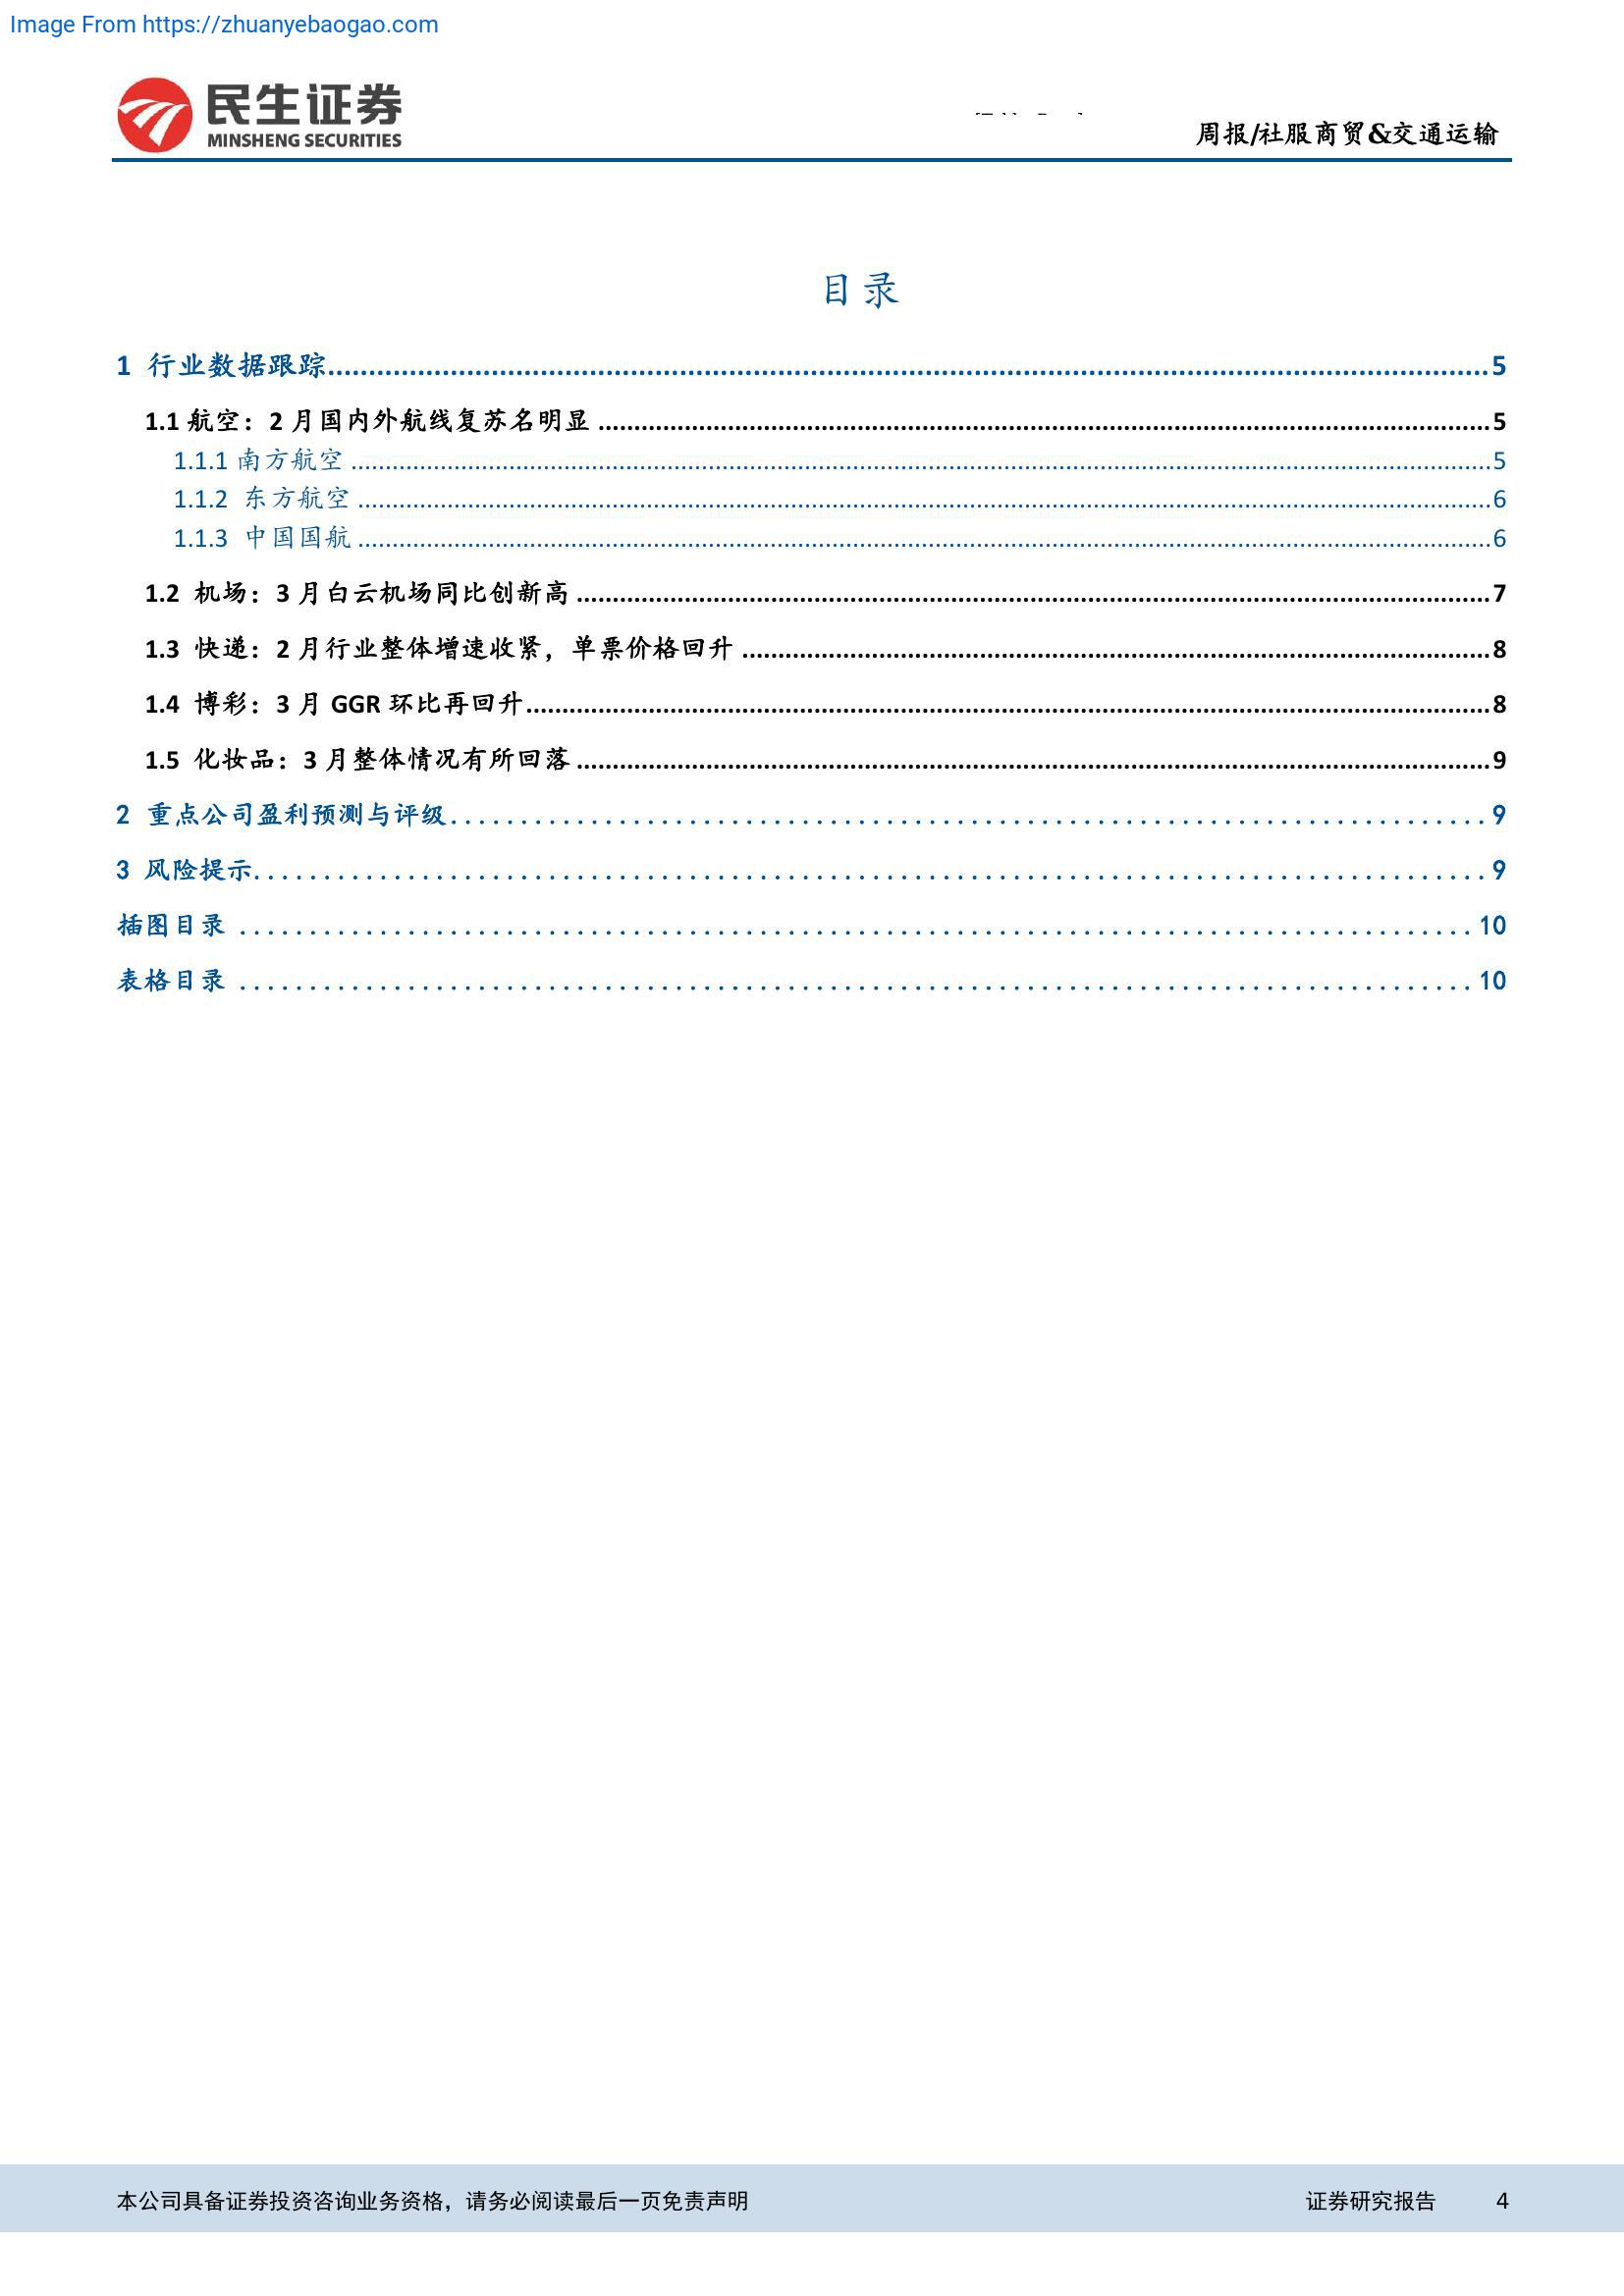 Image From https://zhuanyebaogao.com
民生证券
MINSHENG SECURITIES
周报/社服商贸&交通运输
目录
1 行业数据跟踪 5
1.1 航空：2 月国内外航线复苏名明显 5
1.1.1 南方航空 5
1.1.2 东方航空 6
1.1.3 中国国航 6
1.2 机场：3 月白云机场同比创新高 7
1.3 快递：2 月行业整体增速收紧，单票价格回升 8
1.4 博彩：3 月 GGR 环比再回升 8
1.5 化妆品：3 月整体情况有所回落 9
2 重点公司盈利预测与评级 9
3 风险提示 9
插图目录 10
表格目录 10
本公司具备证券投资咨询业务资格，请务必阅读最后一页免责声明 证券研究报告 4